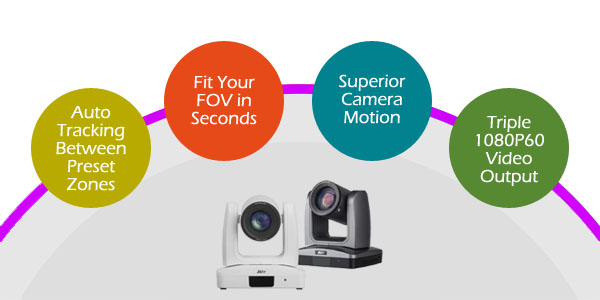 Auto
Tracking
Between
Preset
Zones
Fit Your
FOV in
Seconds
Superior
Camera
Motion
Triple
1080P60
Video
Output